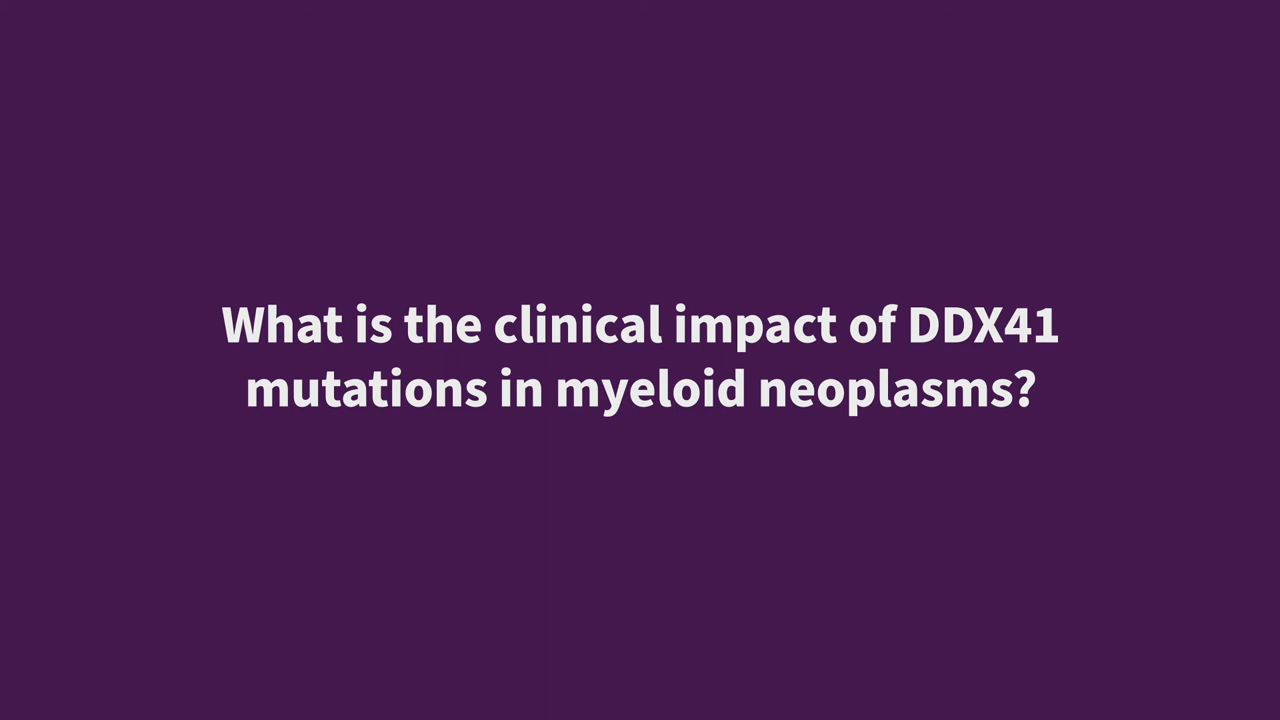 What is the clinical impact of DDX41
mutations in myeloid neoplasms?